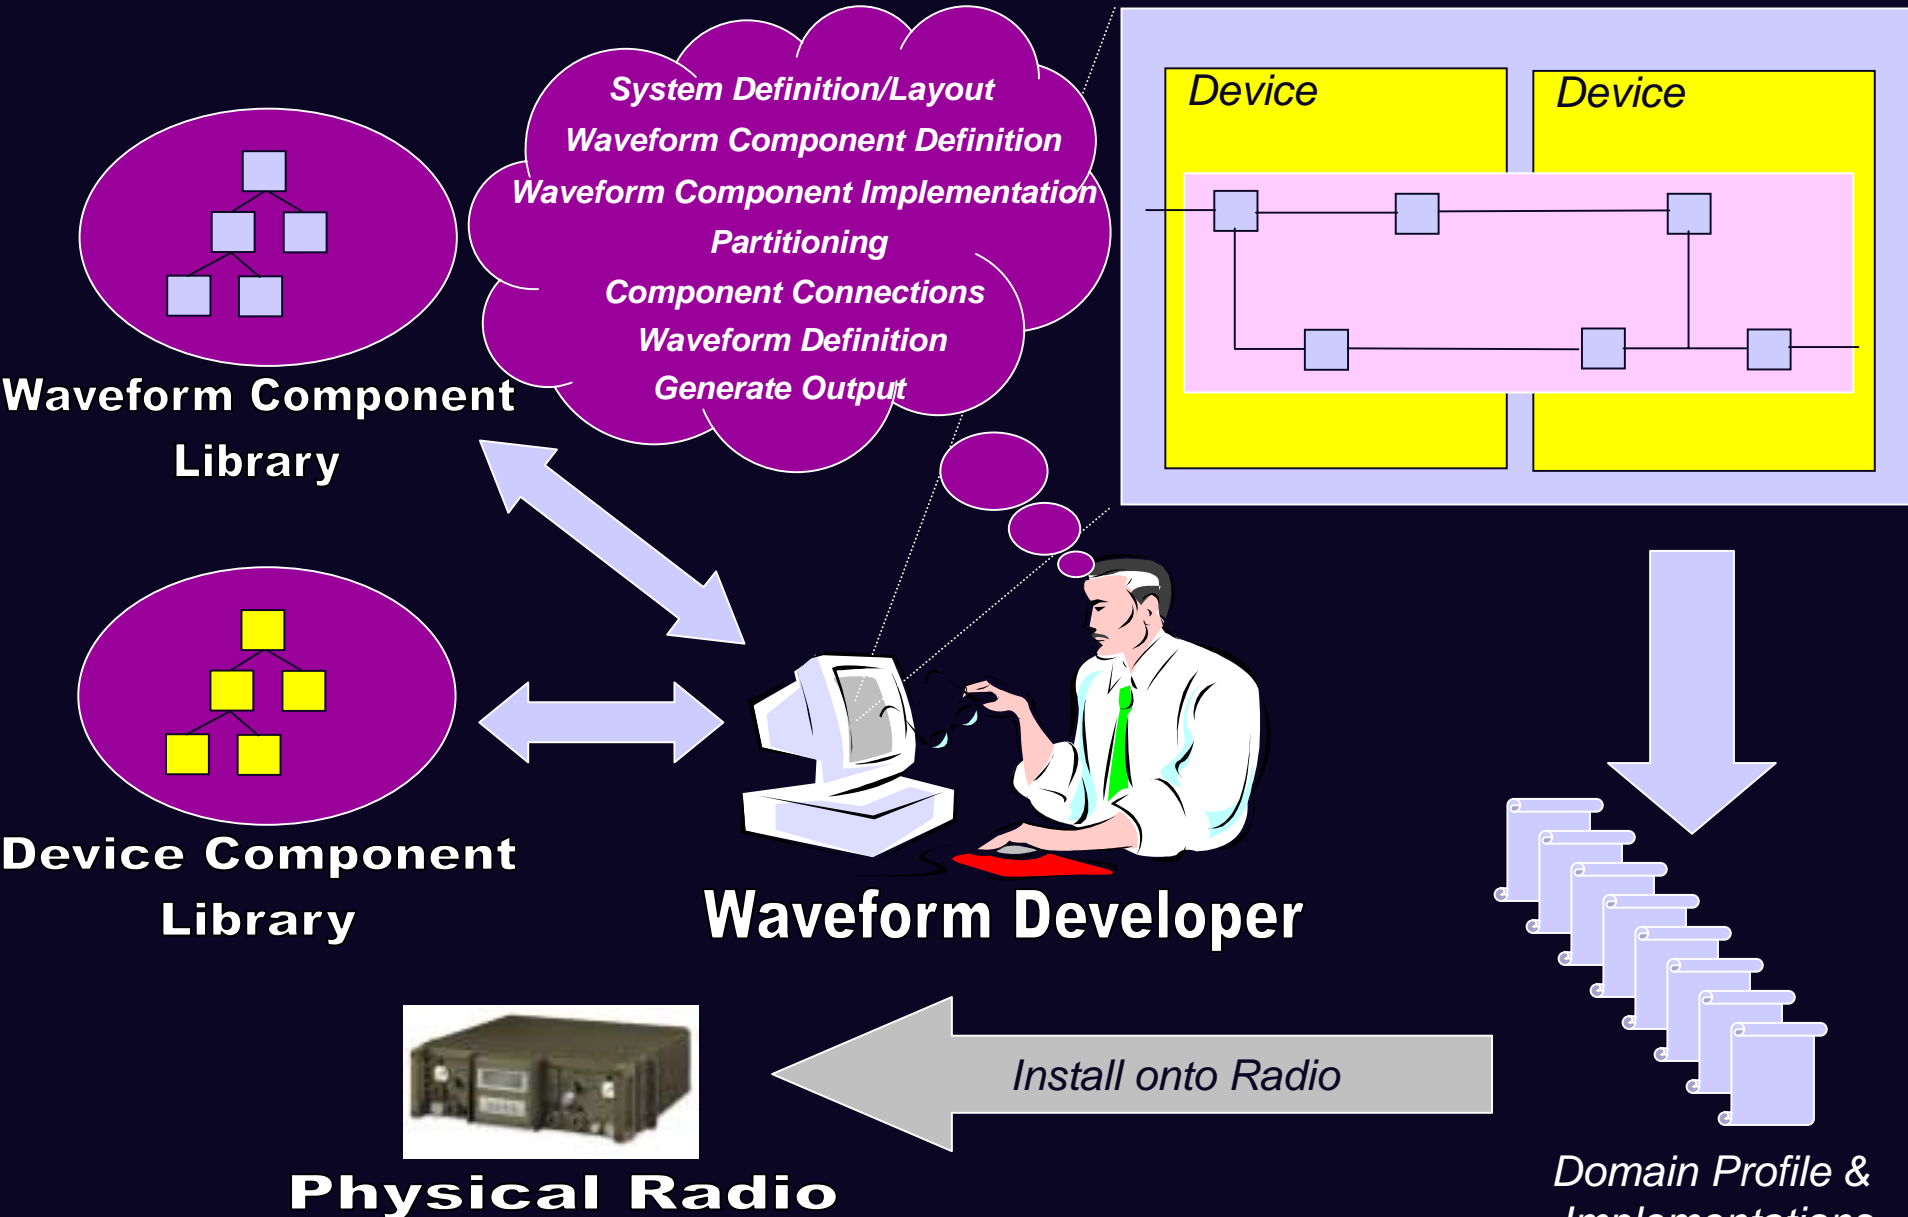 System Definition/Layout
Waveform Component Definition
Waveform Component Implementation
Partitioning
Component Connections
Waveform Definition
Generate Output
Device
Device
Waveform Component
Library
Device Component
Library
Waveform Developer
Install onto Radio
Physical Radio
Domain Profile &
Implementations